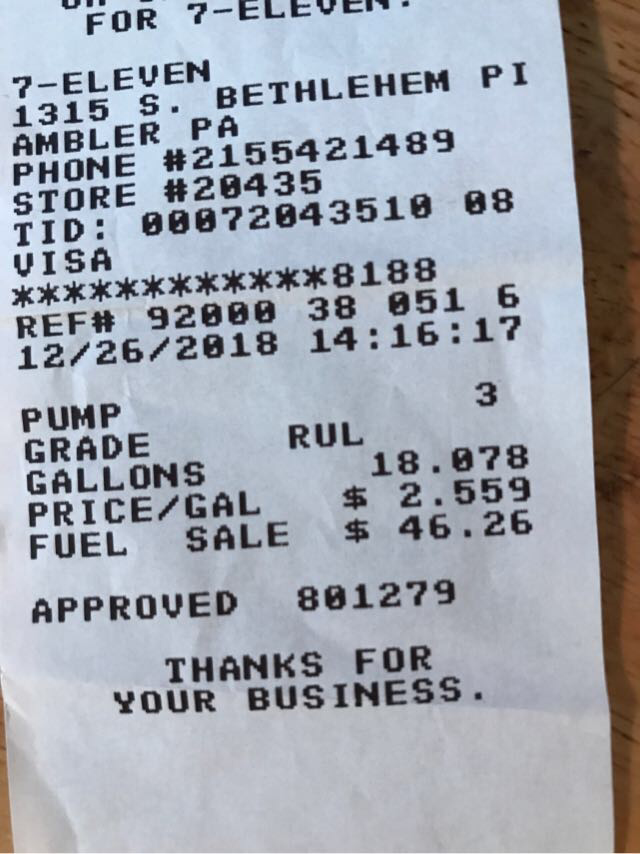 FOR 7-ELEVEN.
7-ELEVEN
1315 S. BETHLEHEM PI
AMBLER PA
PHONE #2155421489
STORE #20435
TID: 00072043510 08
VISA
************8188
REF# 92000 38 051 6
12/26/2018 14:16:17
PUMP 3
GRADE RUL
GALLONS 18.078
PRICE/GAL $ 2.559
FUEL SALE $ 46.26
APPROVED 801279
THANKS FOR
YOUR BUSINESS.